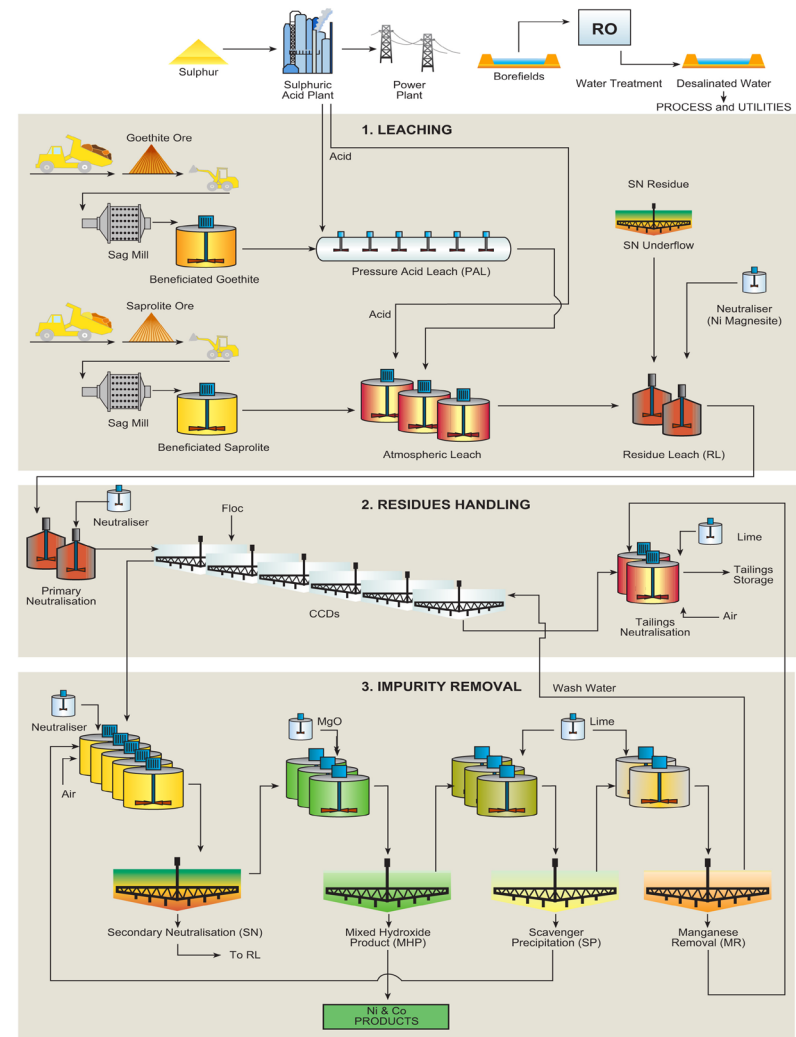 RO
Sulphur
Sulphuric
Acid Plant
Power
Plant
Borefields
Water Treatment
Desalinated Water
PROCESS and UTILITIES
1. LEACHING
Goethite Ore
Acid
SN Residue
SN Underflow
Sag Mill
Beneficiated Goethite
Pressure Acid Leach (PAL)
Neutraliser
(Ni Magnesite)
Saprolite Ore
Acid
Sag Mill
Beneficiated Saprolite
Atmospheric Leach
Residue Leach (RL)
2. RESIDUES HANDLING
Neutraliser
Floc
Lime
Tailings
Storage
Primary
Neutralisation
CCDs
Air
Tailings
Neutralisation
3. IMPURITY REMOVAL
Wash Water
Neutraliser
MgO
Lime
Air
Secondary Neutralisation (SN)
To RL
Mixed Hydroxide
Product (MHP)
Scavenger
Precipitation (SP)
Manganese
Removal (MR)
Ni & Co
PRODUCTS